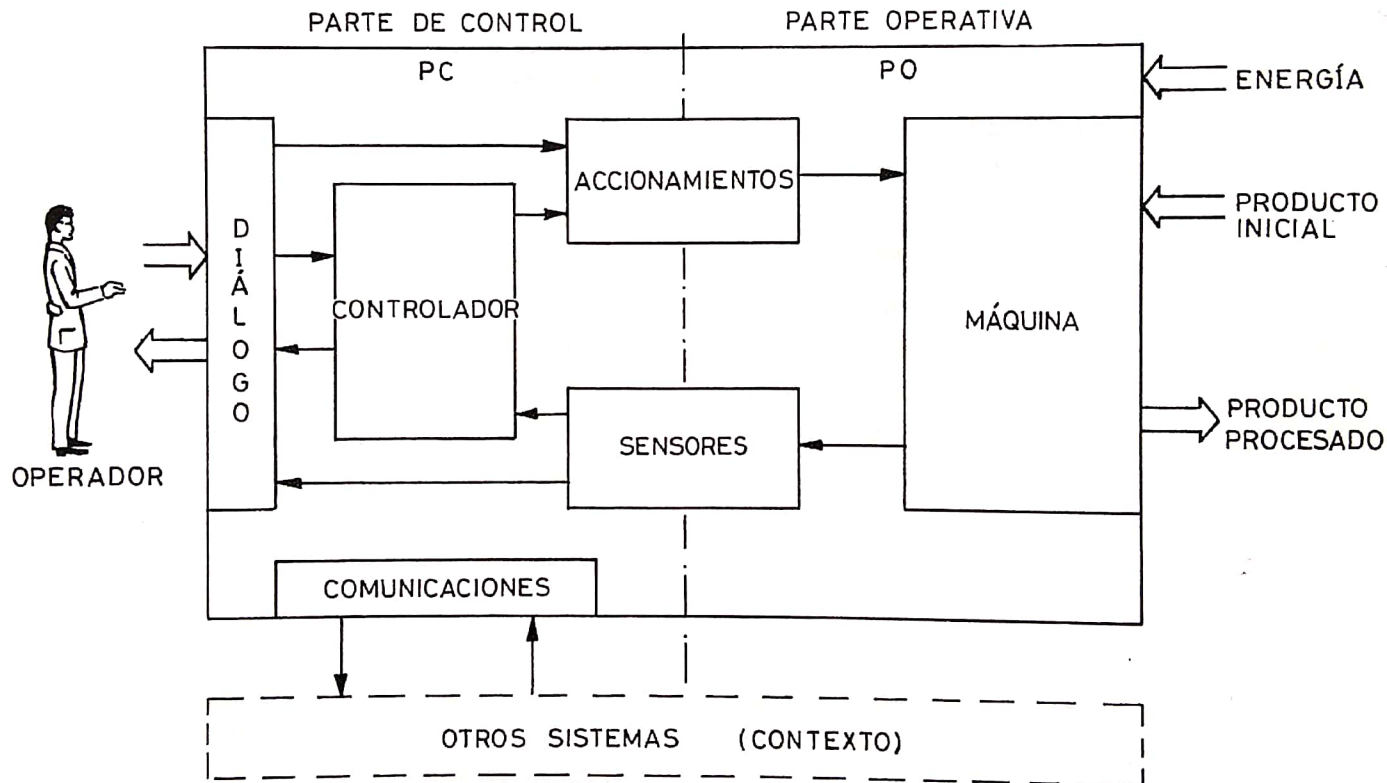 PARTE DE CONTROL
PARTE OPERATIVA
PC
PO
ENERGÍA
ACCIONAMIENTOS
PRODUCTO
INICIAL
DIÁLOGO
CONTROLADOR
MÁQUINA
SENSORES
PRODUCTO
PROCESADO
OPERADOR
COMUNICACIONES
OTROS SISTEMAS (CONTEXTO)